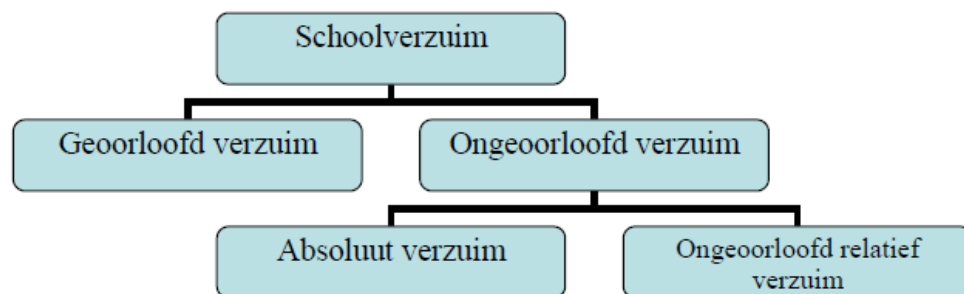 Schoolverzuim
Geoorloofd verzuim
Ongeoorloofd verzuim
Absoluut verzuim
Ongeoorloofd relatief
verzuim